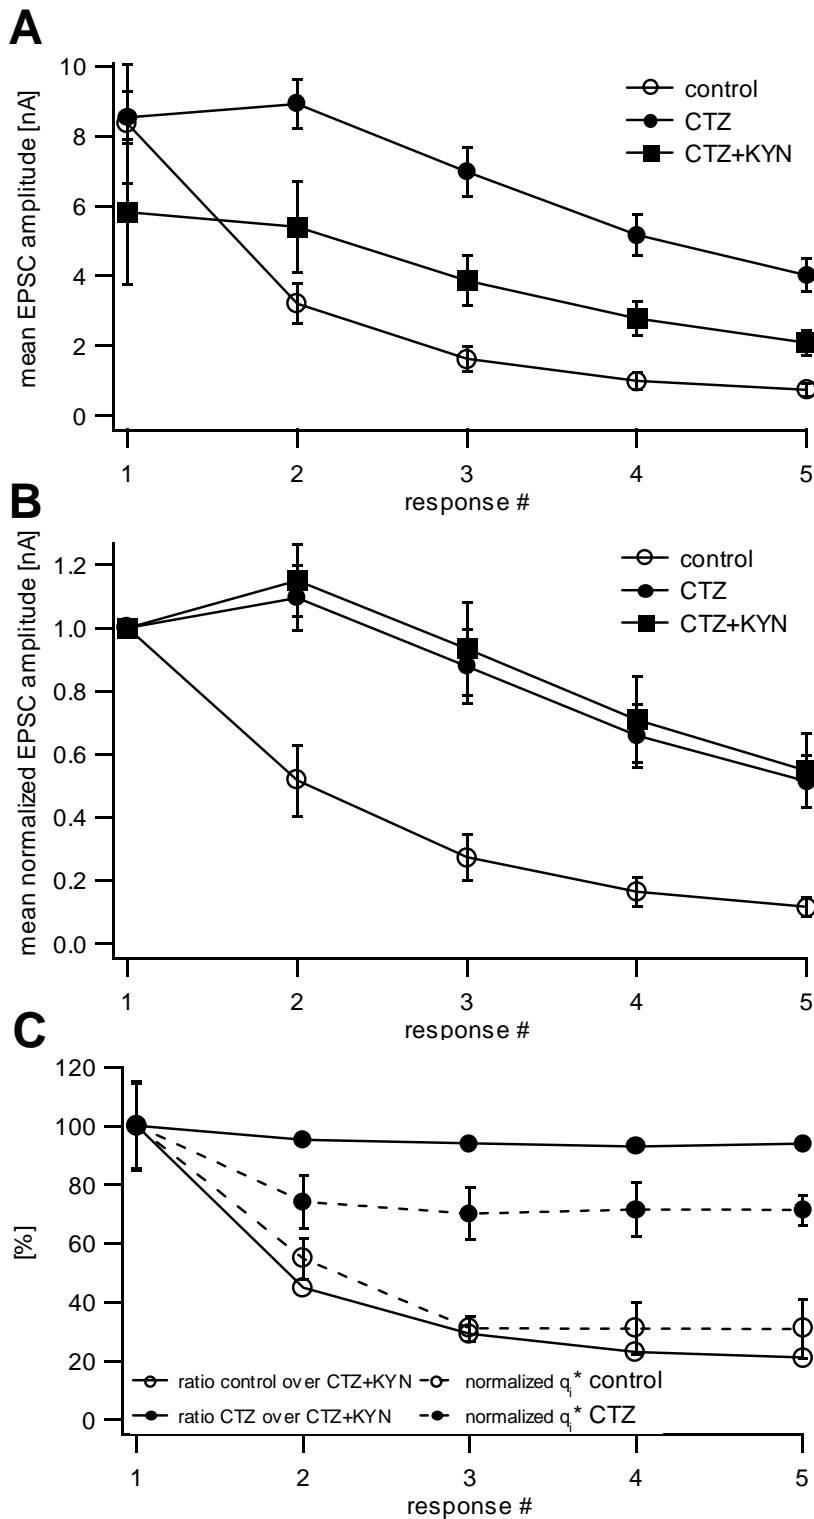 A
mean EPSC amplitude [nA]
10
8
6
4
2
0
control
CTZ
CTZ+KYN
1 2 3 4 5
response #
B
mean normalized EPSC amplitude [nA]
1.2
1.0
0.8
0.6
0.4
0.2
0.0
control
CTZ
CTZ+KYN
1 2 3 4 5
response #
C
[%]
120
100
80
60
40
20
0
ratio control over CTZ+KYN normalized qi* control
ratio CTZ over CTZ+KYN normalized qi* CTZ
1 2 3 4 5
response #